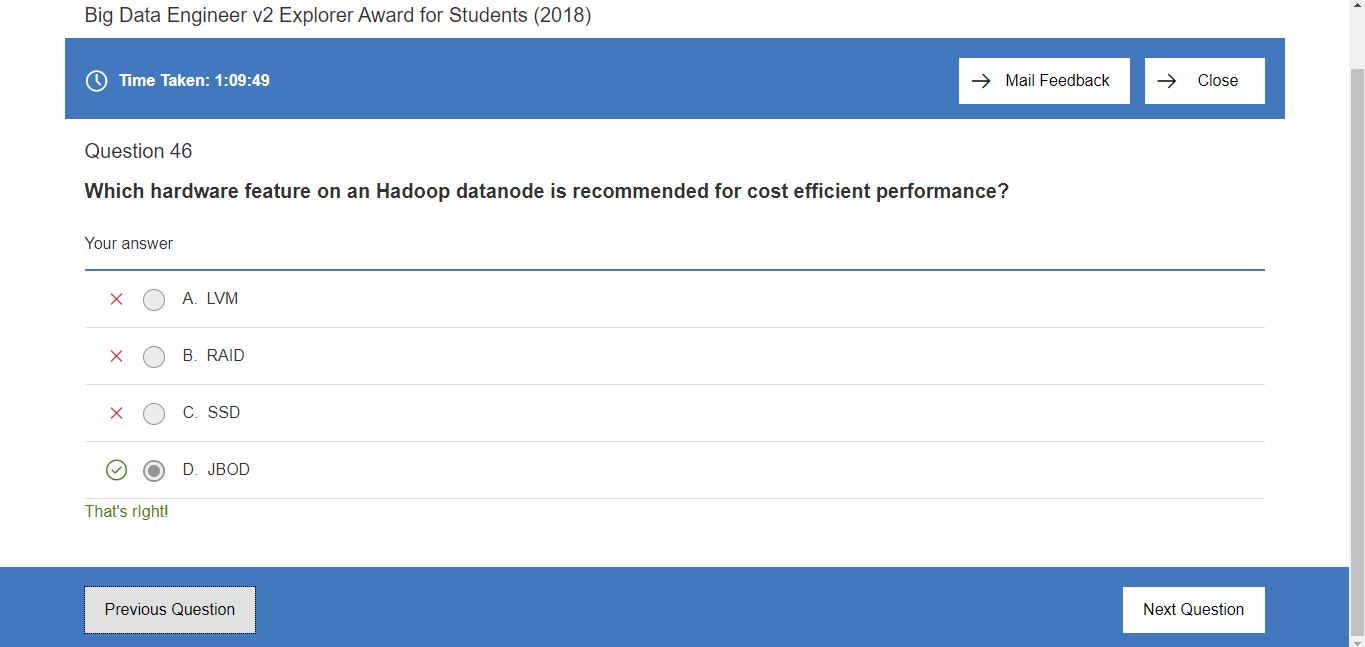 Big Data Engineer v2 Explorer Award for Students (2018)
Time Taken: 1:09:49
Mail Feedback
Close
Question 46
Which hardware feature on an Hadoop datanode is recommended for cost efficient performance?
Your answer
A. LVM
B. RAID
C. SSD
D. JBOD
That's right!
Previous Question
Next Question